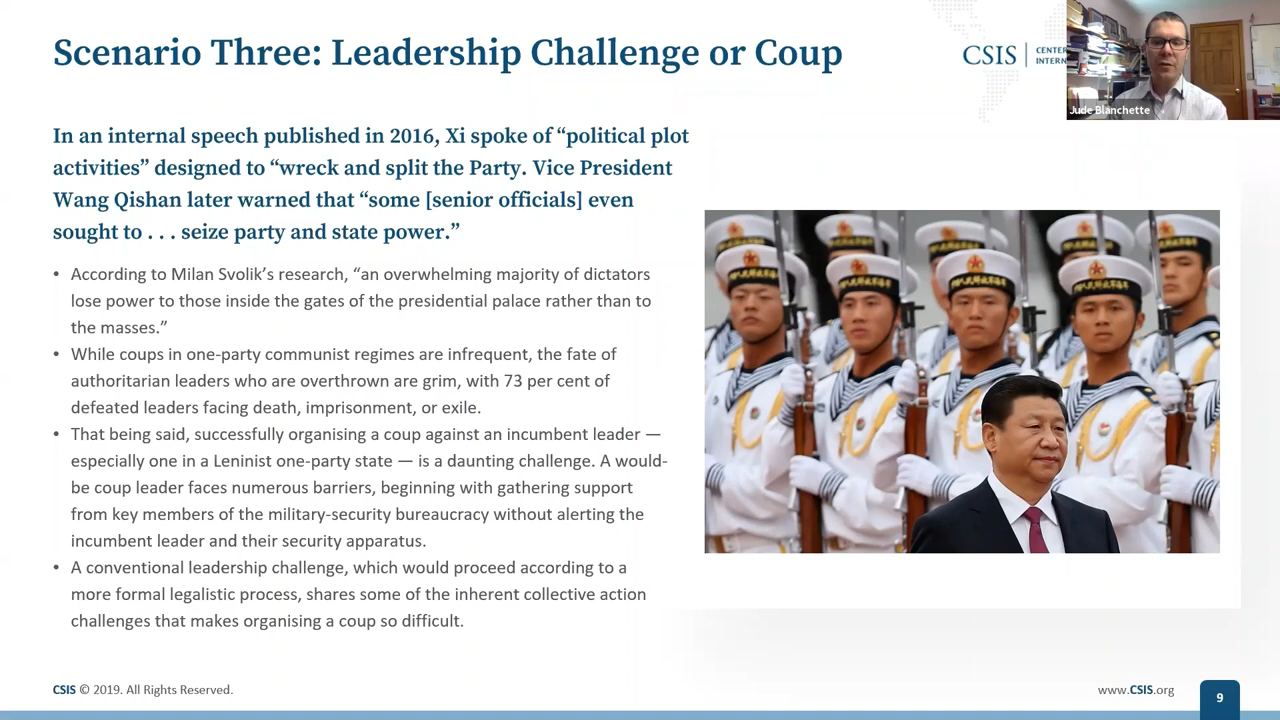 Scenario Three: Leadership Challenge or Coup
CSIS
CENTE
INTERN
Jude Blanchette
In an internal speech published in 2016, Xi spoke of “political plot
activities” designed to “wreck and split the Party. Vice President
Wang Qishan later warned that “some [senior officials] even
sought to . . . seize party and state power.”
• According to Milan Svolik’s research, “an overwhelming majority of dictators
lose power to those inside the gates of the presidential palace rather than to
the masses.”
• While coups in one-party communist regimes are infrequent, the fate of
authoritarian leaders who are overthrown are grim, with 73 per cent of
defeated leaders facing death, imprisonment, or exile.
• That being said, successfully organising a coup against an incumbent leader —
especially one in a Leninist one-party state — is a daunting challenge. A would-
be coup leader faces numerous barriers, beginning with gathering support
from key members of the military-security bureaucracy without alerting the
incumbent leader and their security apparatus.
• A conventional leadership challenge, which would proceed according to a
more formal legalistic process, shares some of the inherent collective action
challenges that makes organising a coup so difficult.
CSIS © 2019. All Rights Reserved.
www.CSIS.org
9